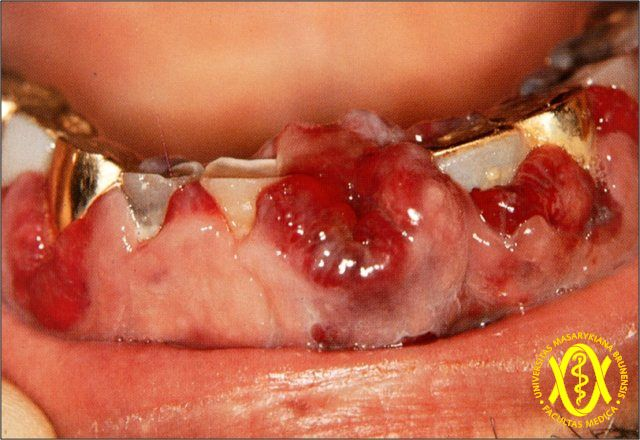 • UNIVERSITAS MASARYKIANA BRUNENSIS •
FACULTAS MEDICA